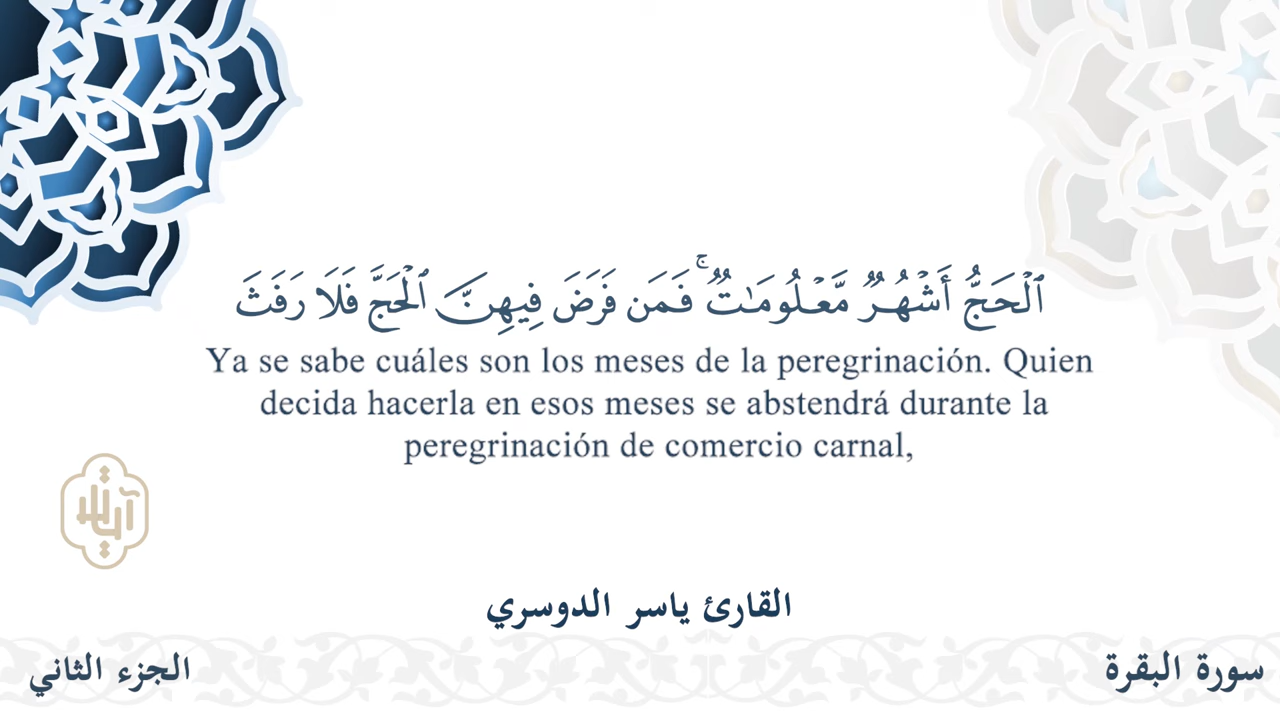 ٱلْحَجُّ أَشْهُرٌ مَّعْلُومَـٰتٌ ۚ فَمَن فَرَضَ فِيهِنَّ ٱلْحَجَّ فَلَا رَفَثَ
Ya se sabe cuáles son los meses de la peregrinación. Quien
decida hacerla en esos meses se abstendrá durante la
peregrinación de comercio carnal,
القارئ ياسر الدوسري
سورة البقرة
الجزء الثاني